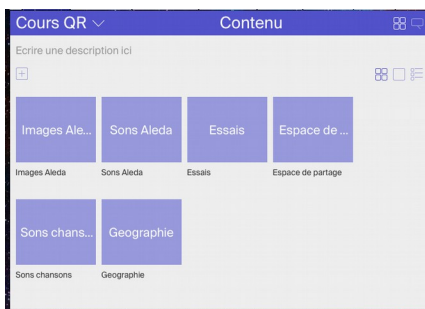 Cours QR Contenu
Ecrire une description ici
Images Ale... Sons Aleda Essais Espace de ...
Images Aleda Sons Aleda Essais Espace de partage
Sons chans... Geographie
Sons chansons Geographie